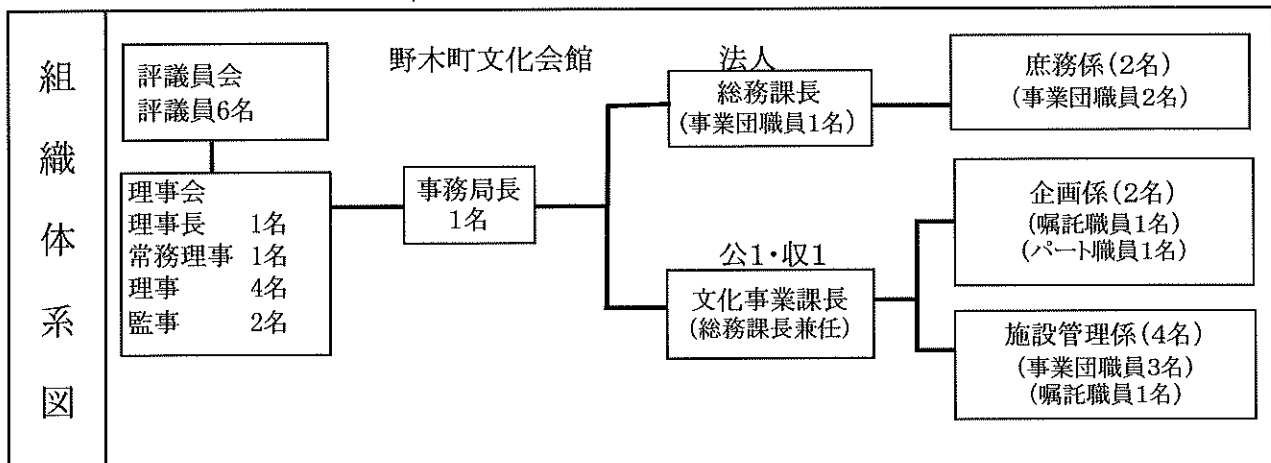 組織体系図
評議員会
評議員6名
理事会
理事長 1名
常務理事 1名
理事 4名
監事 2名
野木町文化会館
事務局長
1名
法人
総務課長
(事業団職員1名)
公1・収1
文化事業課長
(総務課長兼任)
庶務係(2名)
(事業団職員2名)
企画係(2名)
(嘱託職員1名)
(パート職員1名)
施設管理係(4名)
(事業団職員3名)
(嘱託職員1名)